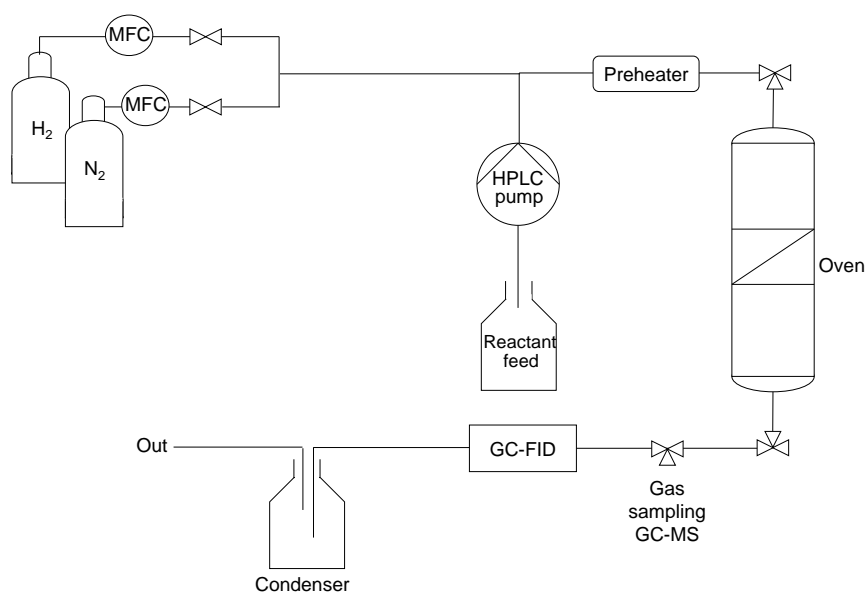 MFC
H₂
MFC
N₂
Preheater
HPLC
pump
Oven
Reactant
feed
Out
GC-FID
Gas
sampling
GC-MS
Condenser